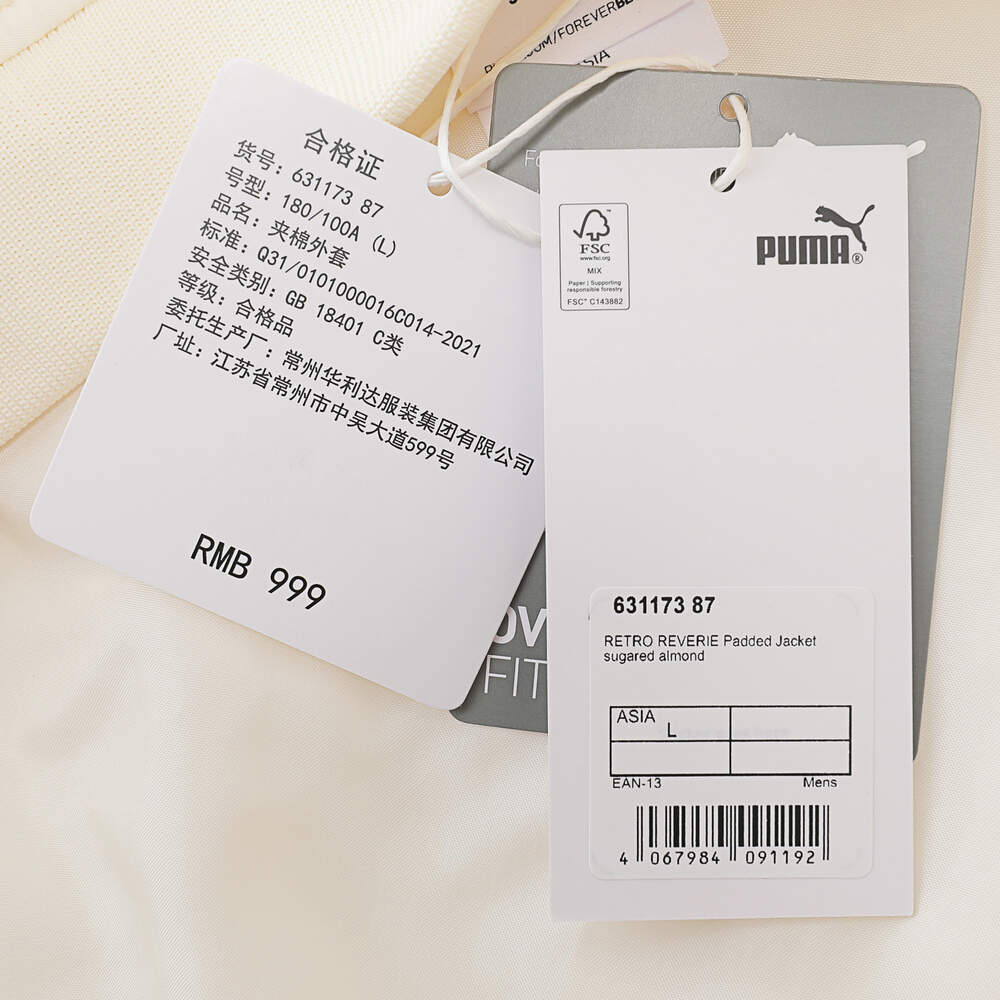 合格证
货号: 631173 87
号型: 180/100A (L)
品名: 夹棉外套
标准: Q31/0101000016C014-2021
安全类别: GB 18401 C类
等级: 合格品
委托生产厂: 常州华利达服装集团有限公司
厂址: 江苏省常州市中吴大道599号
RMB 999
FSC
www.fsc.org
MIX
Paper | Supporting
responsible forestry
FSC® C143882
PUMA®
631173 87
RETRO REVERIE Padded Jacket
sugared almond
ASIA
L
EAN-13 Mens
4 067984 091192
FIT